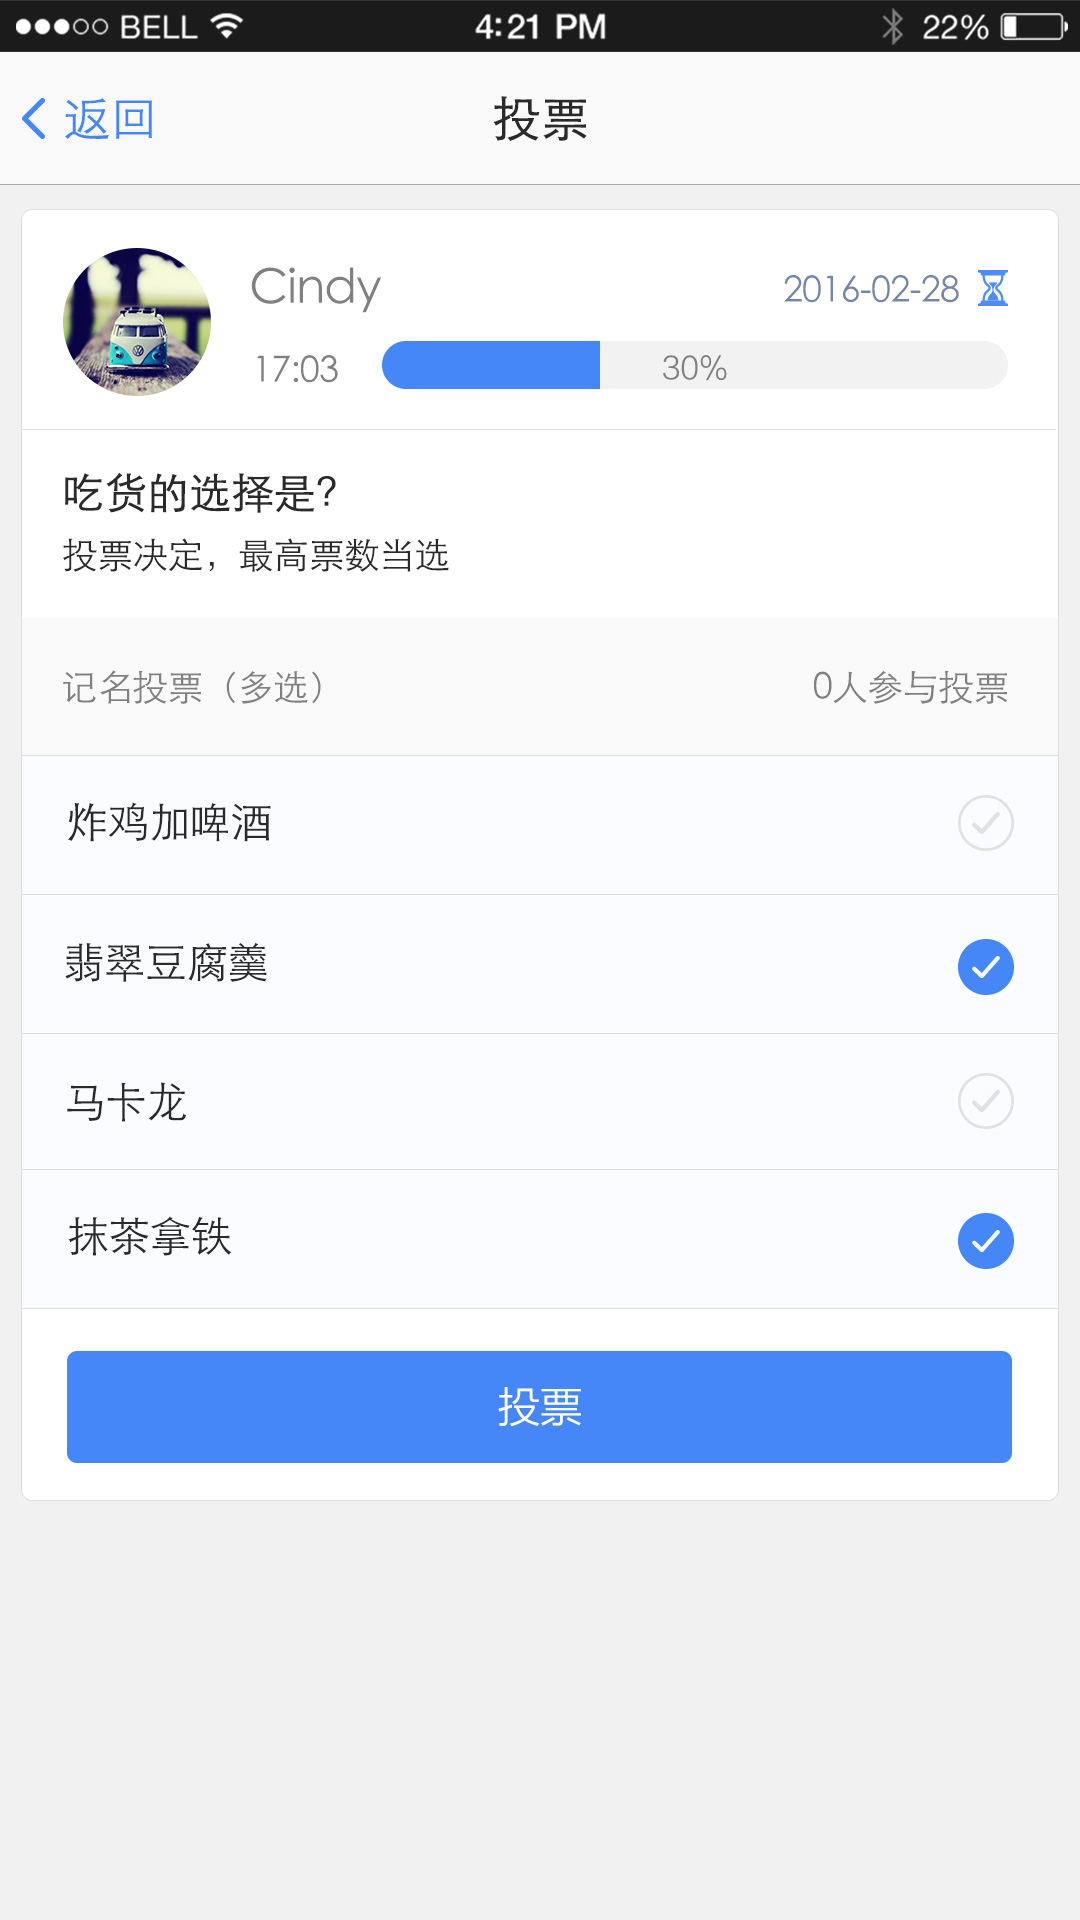 BELL 4:21 PM 22%
返回 投票
Cindy 2016-02-28
17:03 30%
吃货的选择是?
投票决定，最高票数当选
记名投票（多选） 0人参与投票
炸鸡加啤酒
翡翠豆腐羹
马卡龙
抹茶拿铁
投票